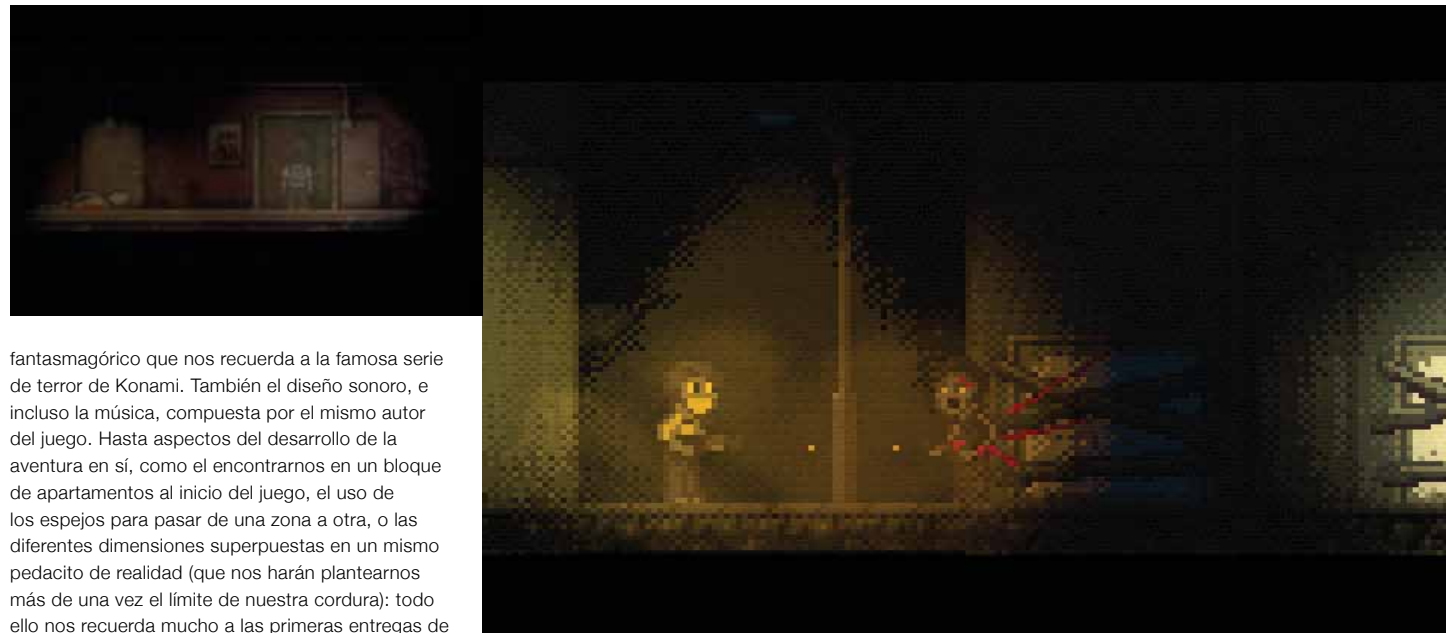 fantasmagórico que nos recuerda a la famosa serie
de terror de Konami. También el diseño sonoro, e
incluso la música, compuesta por el mismo autor
del juego. Hasta aspectos del desarrollo de la
aventura en sí, como el encontrarnos en un bloque
de apartamentos al inicio del juego, el uso de
los espejos para pasar de una zona a otra, o las
diferentes dimensiones superpuestas en un mismo
pedacito de realidad (que nos harán plantearnos
más de una vez el límite de nuestra cordura): todo
ello nos recuerda mucho a las primeras entregas de